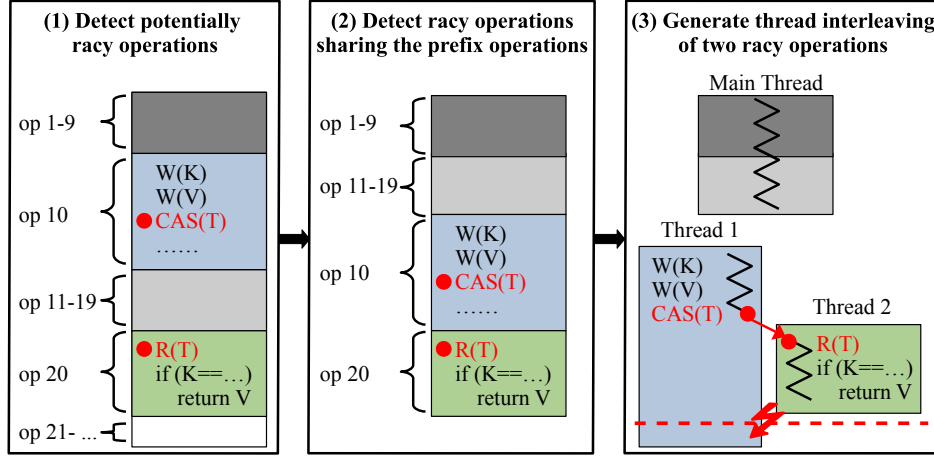 (1) Detect potentially
racy operations
op 1-9
op 10
W(K)
W(V)
CAS(T)
......
op 11-19
op 20
R(T)
if (K==...)
return V
op 21- ...
(2) Detect racy operations
sharing the prefix operations
op 1-9
op 11-19
op 10
W(K)
W(V)
CAS(T)
......
op 20
R(T)
if (K==...)
return V
(3) Generate thread interleaving
of two racy operations
Main Thread
Thread 1
W(K)
W(V)
CAS(T)
Thread 2
R(T)
if (K==...)
return V